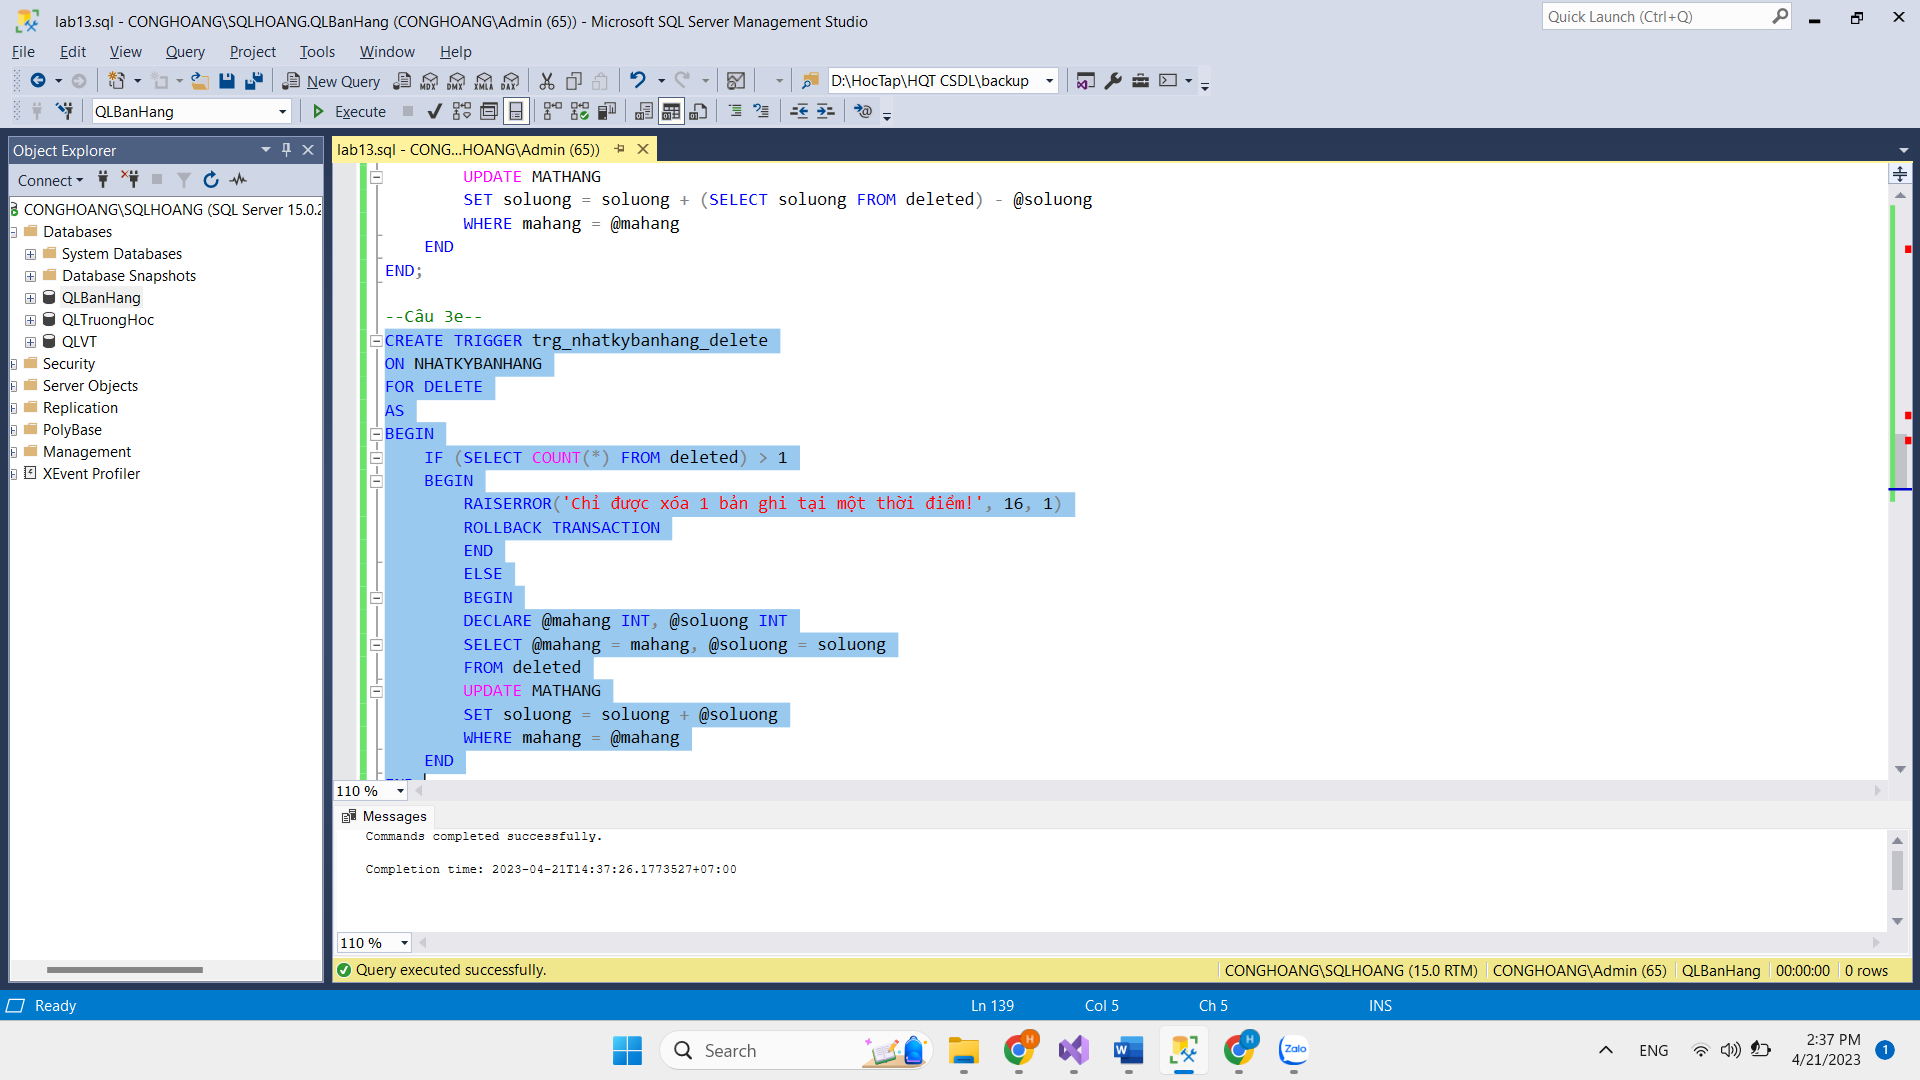 lab13.sql - CONGHOANG\SQLHOANG.QLBanHang (CONGHOANG\Admin (65)) - Microsoft SQL Server Management Studio
Quick Launch (Ctrl+Q)
File Edit View Query Project Tools Window Help
New Query MDX DMX XMLA DAX D:\HocTap\HQT CSDL\backup
QLBanHang Execute
Object Explorer
Connect
CONGHOANG\SQLHOANG (SQL Server 15.0.2
Databases
System Databases
Database Snapshots
QLBanHang
QLTruongHoc
QLVT
Security
Server Objects
Replication
PolyBase
Management
XEvent Profiler
lab13.sql - CONG...HOANG\Admin (65))
UPDATE MATHANG
SET soluong = soluong + (SELECT soluong FROM deleted) - @soluong
WHERE mahang = @mahang
END
END;
--Câu 3e--
CREATE TRIGGER trg_nhatkybanhang_delete
ON NHATKYBANHANG
FOR DELETE
AS
BEGIN
IF (SELECT COUNT(*) FROM deleted) > 1
BEGIN
RAISERROR('Chỉ được xóa 1 bản ghi tại một thời điểm!', 16, 1)
ROLLBACK TRANSACTION
END
ELSE
BEGIN
DECLARE @mahang INT, @soluong INT
SELECT @mahang = mahang, @soluong = soluong
FROM deleted
UPDATE MATHANG
SET soluong = soluong + @soluong
WHERE mahang = @mahang
END
110 %
Messages
Commands completed successfully.
Completion time: 2023-04-21T14:37:26.1773527+07:00
110 %
Query executed successfully.
CONGHOANG\SQLHOANG (15.0 RTM) CONGHOANG\Admin (65) QLBanHang 00:00:00 0 rows
Ready Ln 139 Col 5 Ch 5 INS
Search
H
H
Zalo
ENG
2:37 PM
4/21/2023
1